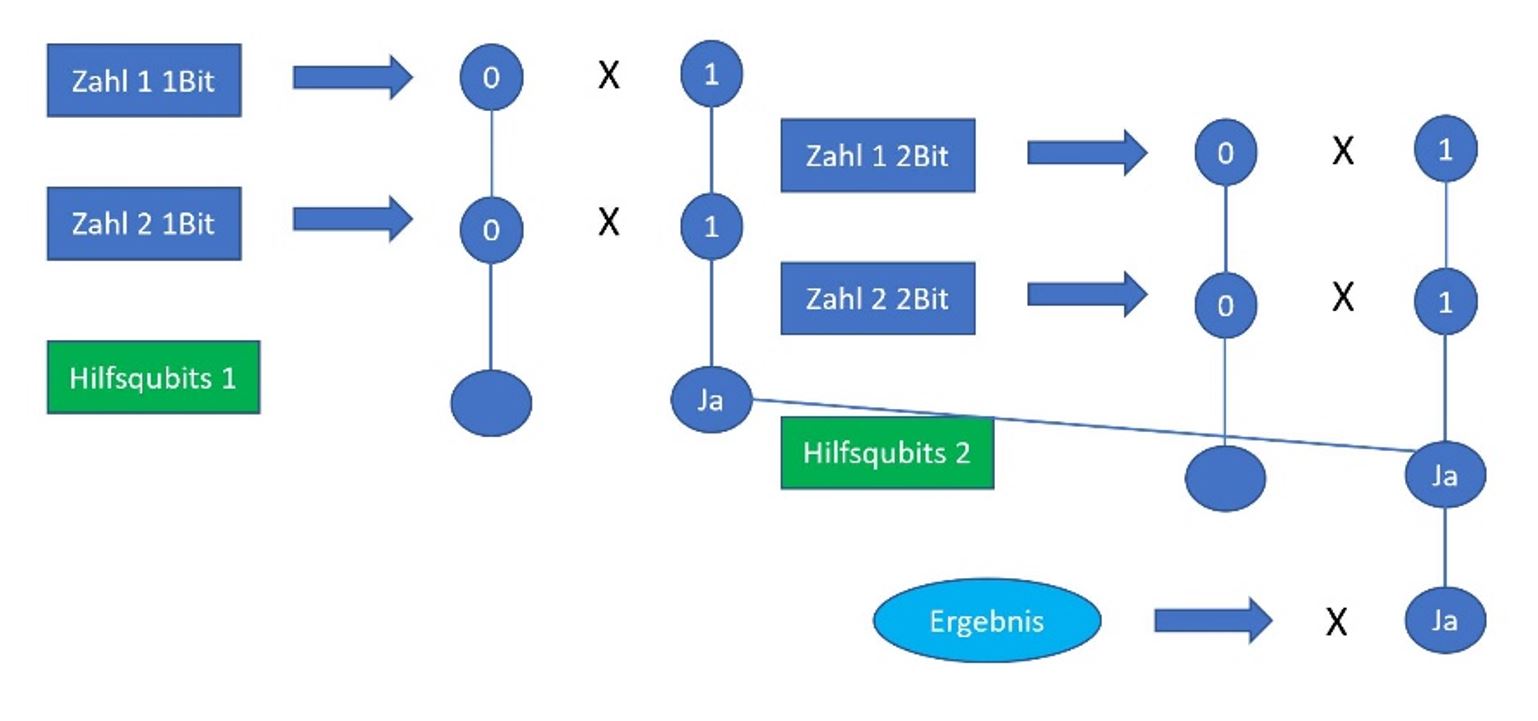 Zahl 1 1Bit
0
X
1
Zahl 2 1Bit
0
X
1
Hilfsqubits 1
Ja
Zahl 1 2Bit
0
X
1
Zahl 2 2Bit
0
X
1
Hilfsqubits 2
Ja
Ergebnis
X
Ja